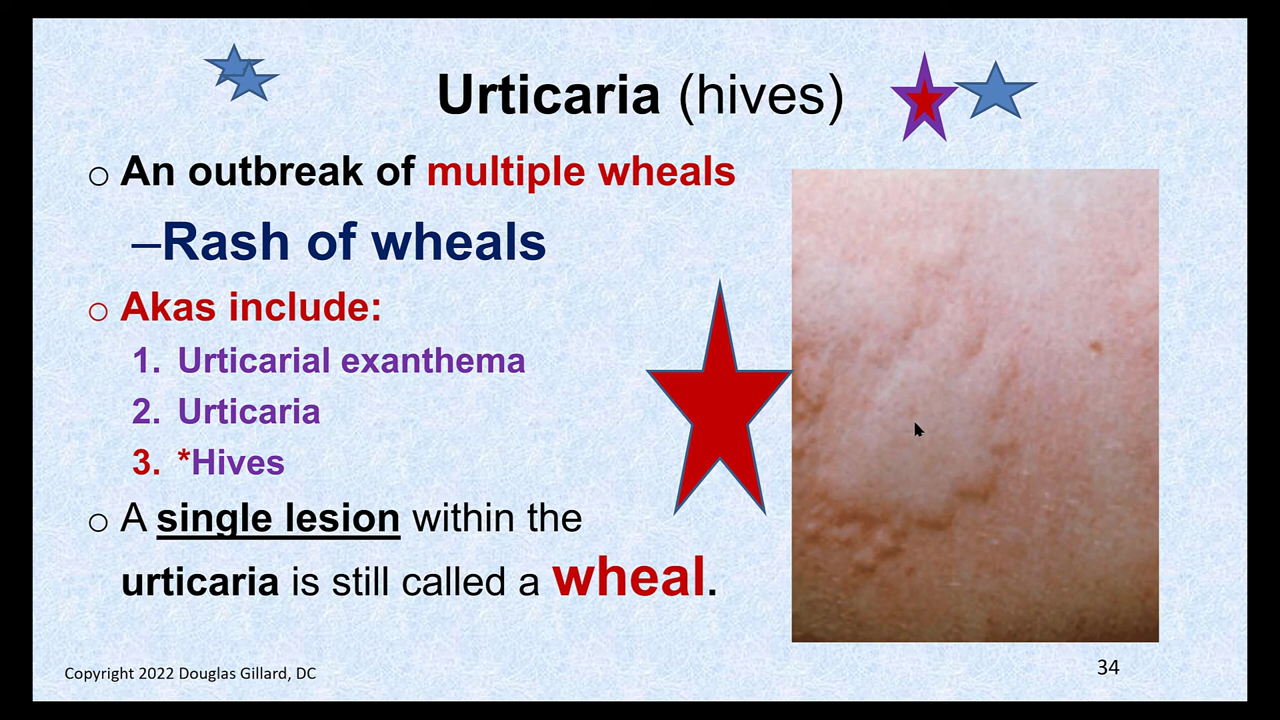 Urticaria (hives)
o An outbreak of multiple wheals
–Rash of wheals
o Akas include:
1. Urticarial exanthema
2. Urticaria
3. *Hives
o A single lesion within the
urticaria is still called a wheal.
Copyright 2022 Douglas Gillard, DC
34